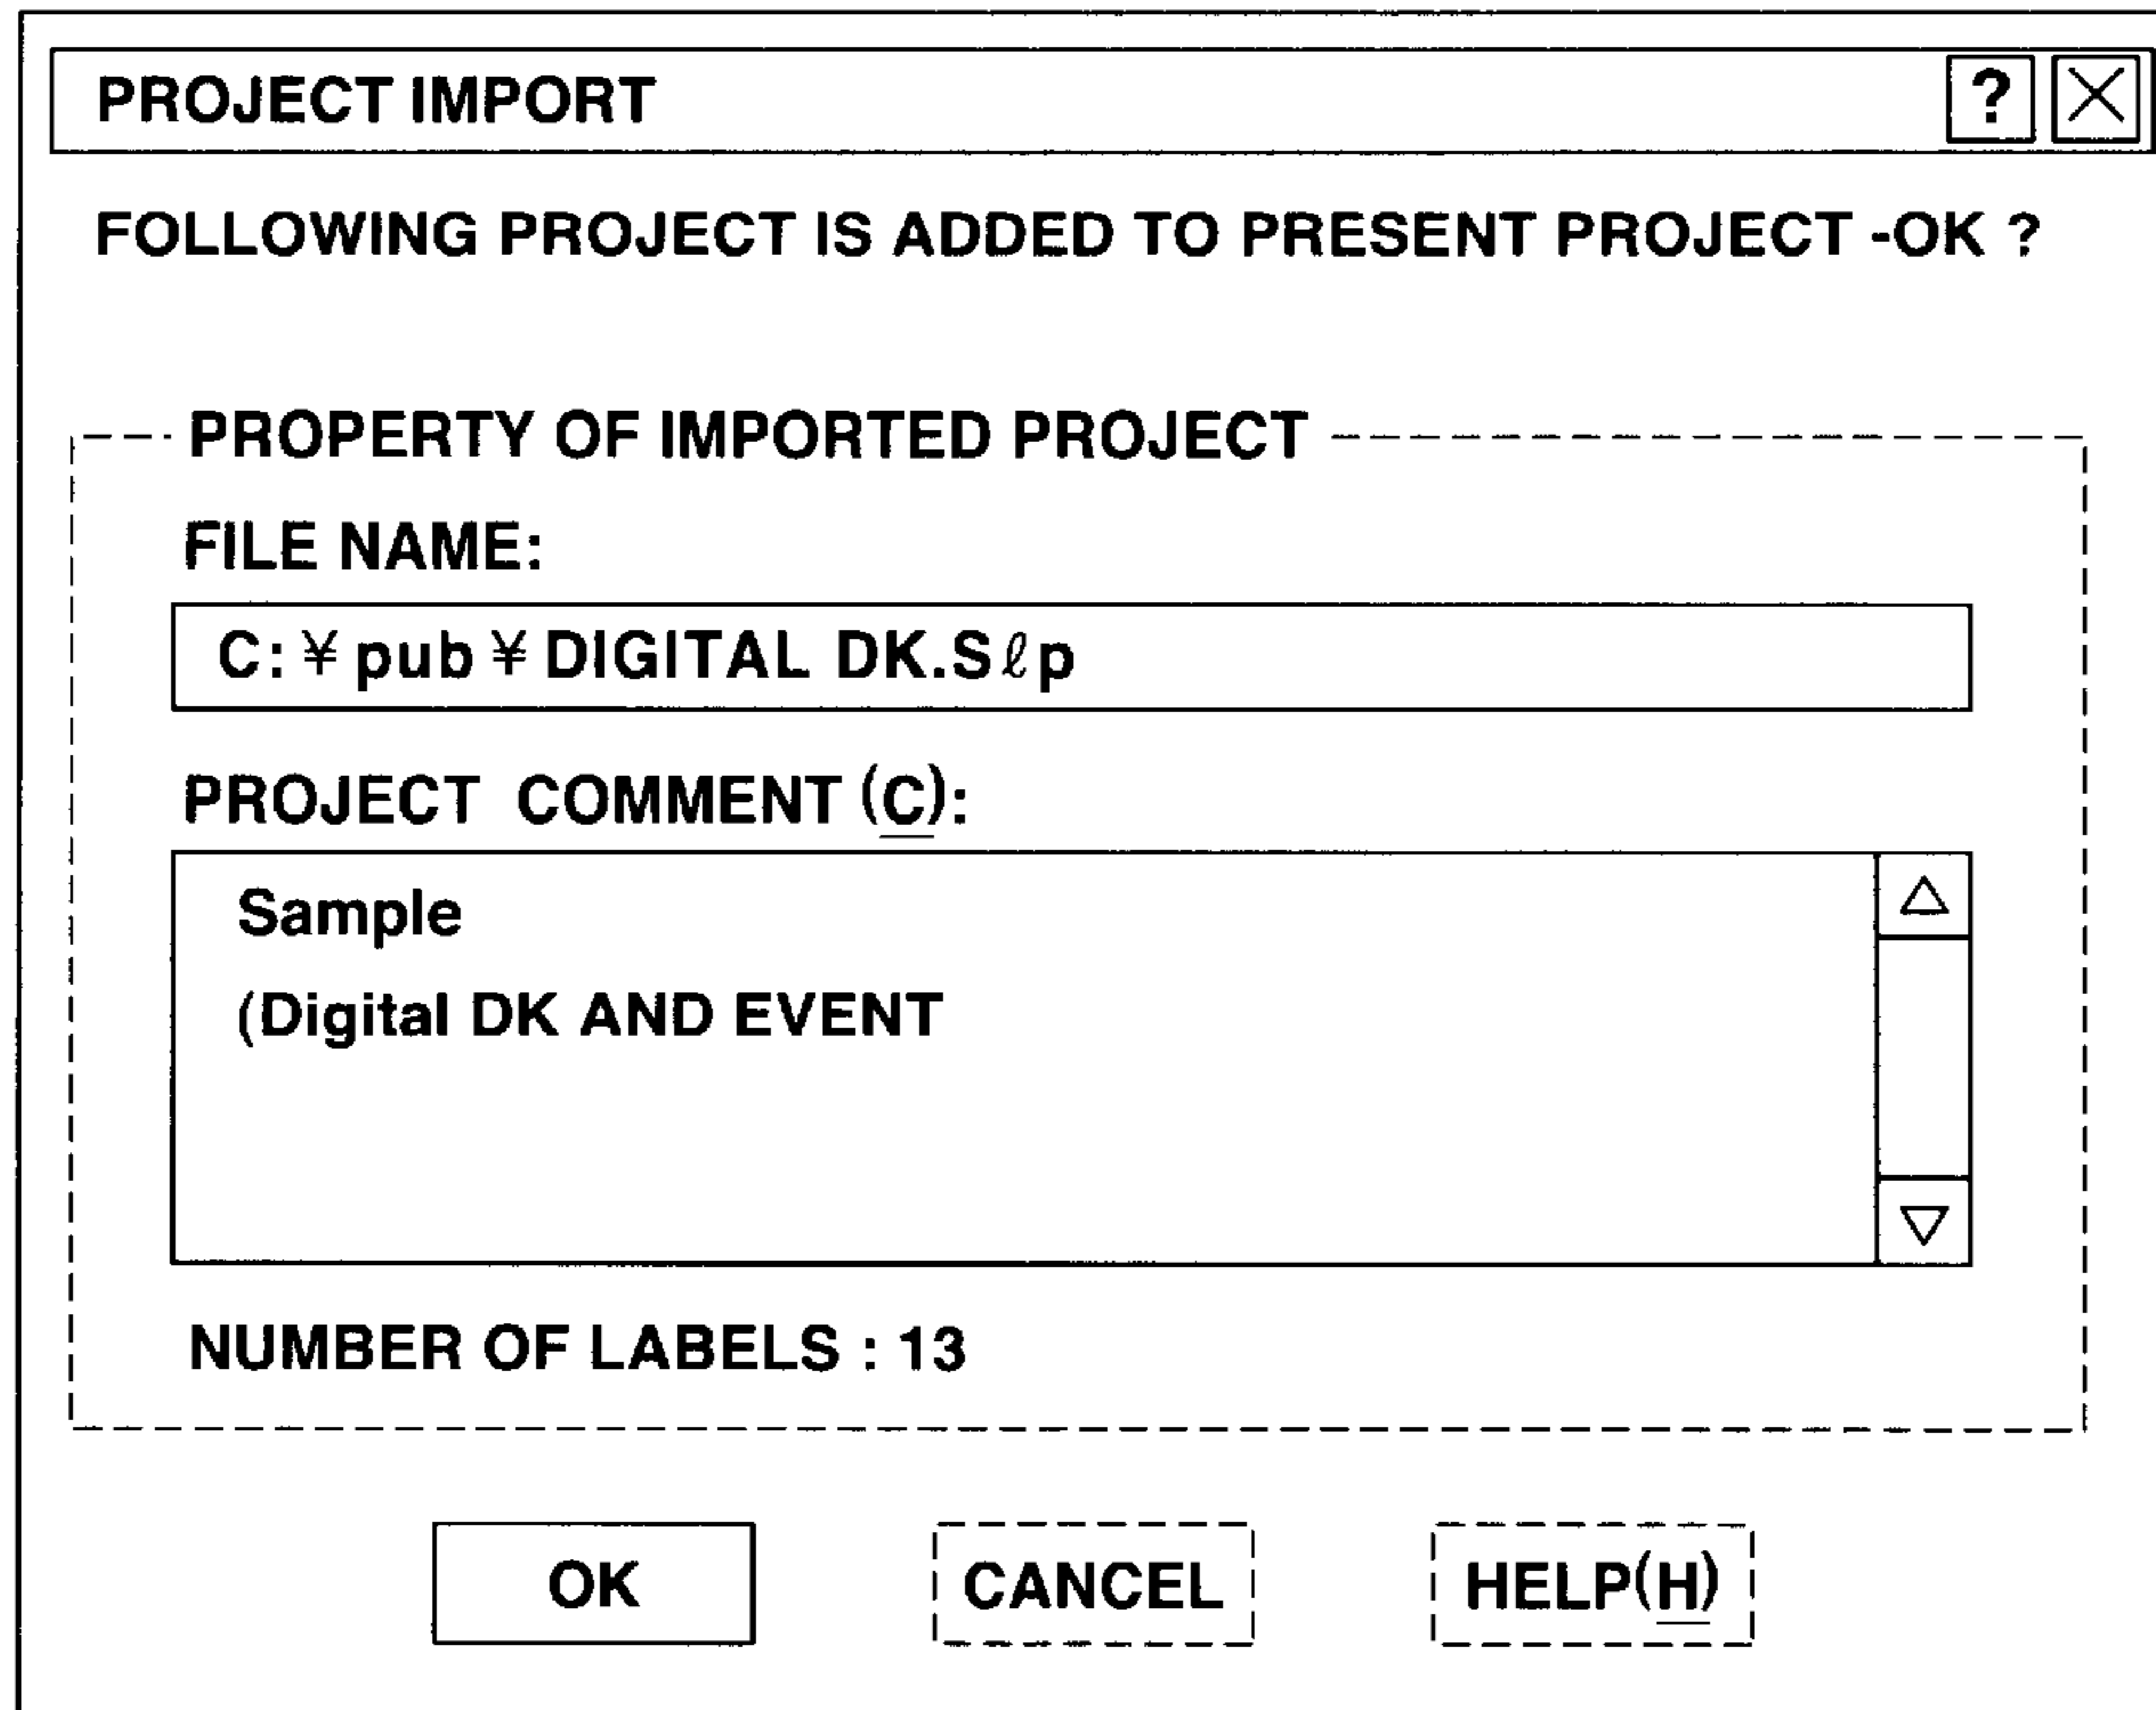 PROJECT IMPORT ? X
FOLLOWING PROJECT IS ADDED TO PRESENT PROJECT -OK ?
PROPERTY OF IMPORTED PROJECT
FILE NAME:
C:¥pub¥DIGITAL DK.Sℓp
PROJECT COMMENT (C):
Sample
(Digital DK AND EVENT
NUMBER OF LABELS : 13
OK CANCEL HELP(H)